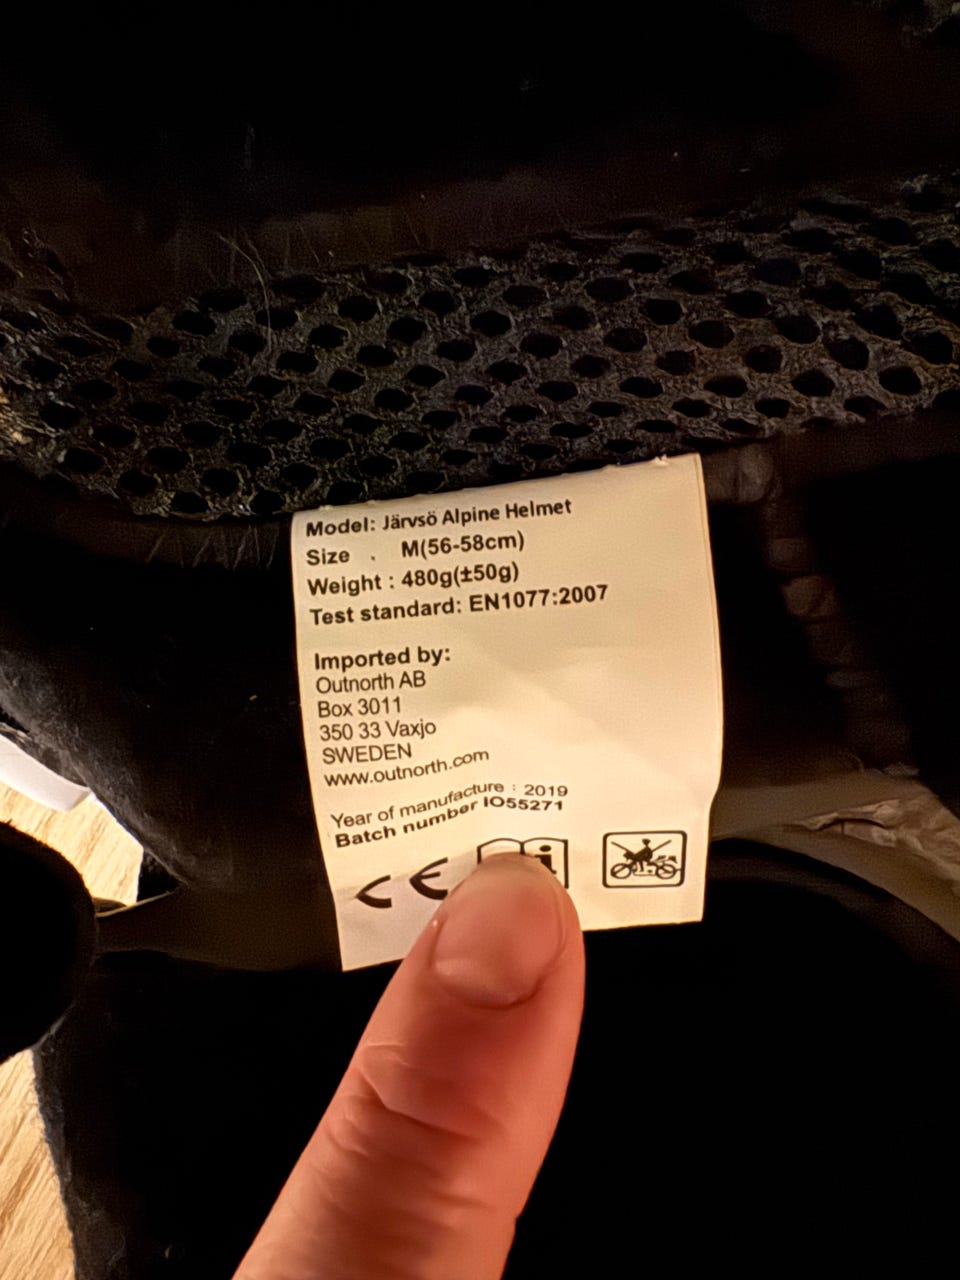 Model: Järvsö Alpine Helmet
Size . M(56-58cm)
Weight : 480g(±50g)
Test standard: EN1077:2007
Imported by:
Outnorth AB
Box 3011
350 33 Vaxjo
SWEDEN
www.outnorth.com
Year of manufacture : 2019
Batch number IO55271
CE i